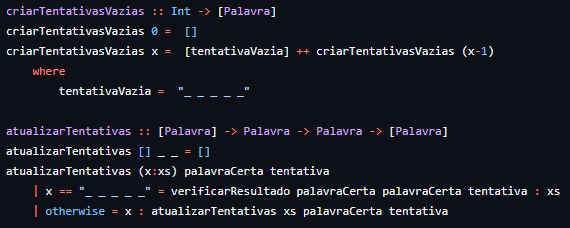 criarTentativasVazias :: Int -> [Palavra]
criarTentativasVazias 0 = []
criarTentativasVazias x = [tentativaVazia] ++ criarTentativasVazias (x-1)
where
tentativaVazia = "_ _ _ _ _"
atualizarTentativas :: [Palavra] -> Palavra -> Palavra -> [Palavra]
atualizarTentativas [] _ _ = []
atualizarTentativas (x:xs) palavraCerta tentativa
| x == "_ _ _ _ _" = verificarResultado palavraCerta palavraCerta tentativa : xs
| otherwise = x : atualizarTentativas xs palavraCerta tentativa